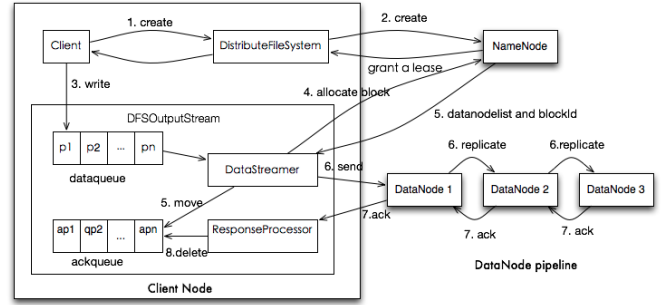 1. create
2. create
Client
DistributeFileSystem
NameNode
grant a lease
3. write
4. allocate block
DFSOutputStream
5. datanodelist and blockId
p1 p2 ... pn
dataqueue
DataStreamer
6. send
6. replicate
6.replicate
DataNode 1
DataNode 2
DataNode 3
5. move
7.ack
7. ack
7. ack
ap1 qp2 ... apn
ackqueue
8.delete
ResponseProcessor
DataNode pipeline
Client Node